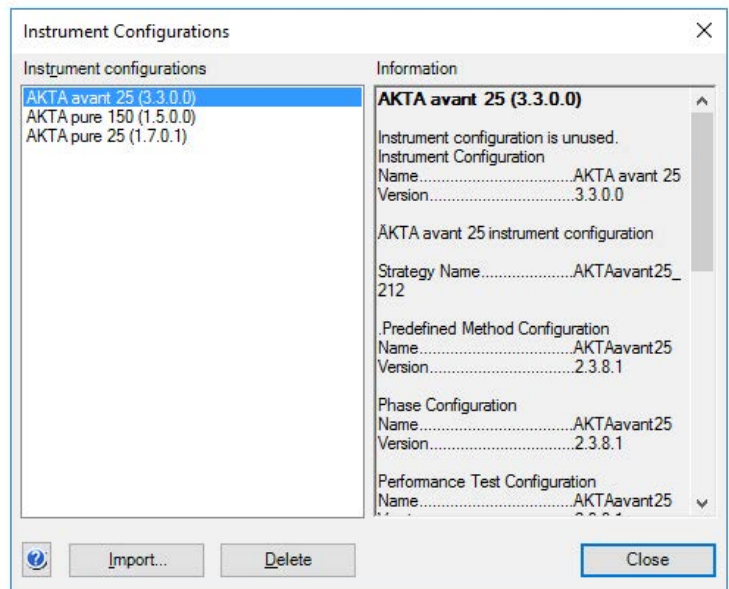 Instrument Configurations
Instrument configurations
AKTA avant 25 (3.3.0.0)
AKTA pure 150 (1.5.0.0)
AKTA pure 25 (1.7.0.1)
Information
AKTA avant 25 (3.3.0.0)
Instrument configuration is unused.
Instrument Configuration
Name.................................AKTA avant 25
Version...............................3.3.0.0
ÄKTA avant 25 instrument configuration
Strategy Name....................AKTAavant25_
212
.Predefined Method Configuration
Name.................................AKTAavant25
Version...............................2.3.8.1
Phase Configuration
Name.................................AKTAavant25
Version...............................2.3.8.1
Performance Test Configuration
Name.................................AKTAavant25
Import...
Delete
Close